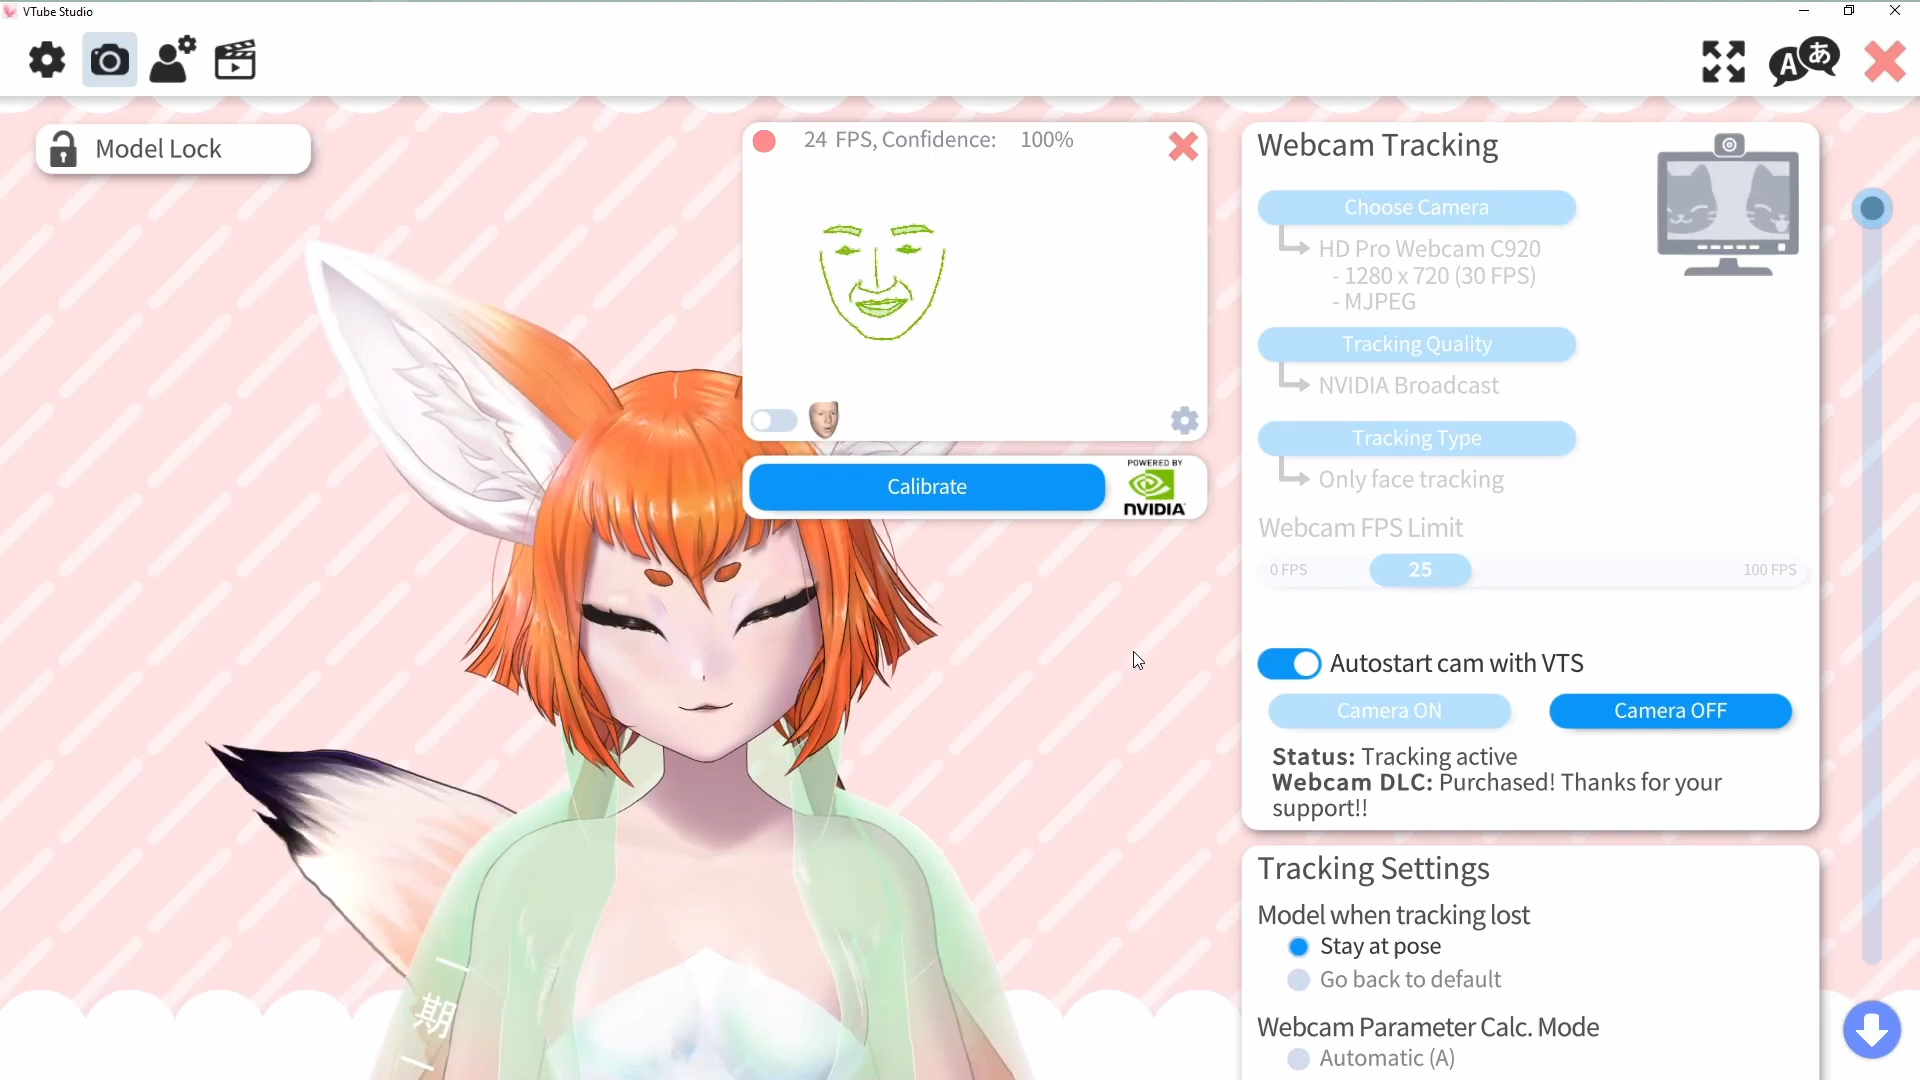 VTube Studio
A あ
Model Lock
24 FPS, Confidence: 100%
Calibrate
POWERED BY
NVIDIA
Webcam Tracking
Choose Camera
HD Pro Webcam C920
- 1280 x 720 (30 FPS)
- MJPEG
Tracking Quality
NVIDIA Broadcast
Tracking Type
Only face tracking
Webcam FPS Limit
0 FPS 25 100 FPS
Autostart cam with VTS
Camera ON Camera OFF
Status: Tracking active
Webcam DLC: Purchased! Thanks for your
support!!
Tracking Settings
Model when tracking lost
Stay at pose
Go back to default
Webcam Parameter Calc. Mode
Automatic (A)
一
期
一